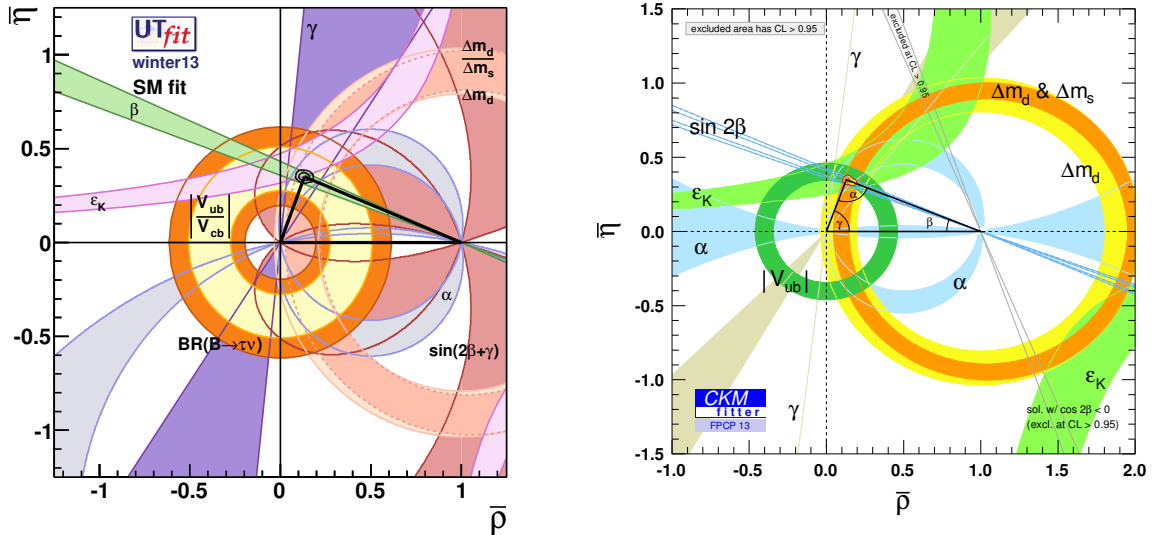 η̅
UTfit
winter13
SM fit
γ
Δm_d
Δm_s
Δm_d
β
ε_K
|V_ub
V_cb|
α
BR(B→τν)
sin(2β+γ)
1
0.5
0
-0.5
-1
-1
-0.5
0
0.5
1
ρ̅
η̅
excluded area has CL > 0.95
excluded at CL > 0.95
γ
Δm_d & Δm_s
sin 2β
Δm_d
ε_K
α
α
γ
β
|V_ub|
α
ε_K
γ
CKM
fitter
FPCP 13
sol. w/ cos 2β < 0
(excl. at CL > 0.95)
1.5
1.0
0.5
0.0
-0.5
-1.0
-1.5
-1.0
-0.5
0.0
0.5
1.0
1.5
2.0
ρ̅